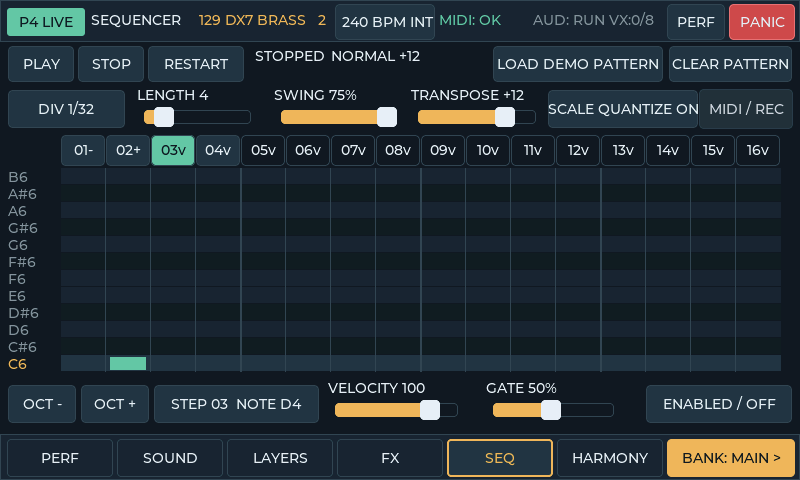 P4 LIVE SEQUENCER 129 DX7 BRASS 2 240 BPM INT MIDI: OK AUD: RUN VX:0/8 PERF PANIC
PLAY STOP RESTART STOPPED NORMAL +12 LOAD DEMO PATTERN CLEAR PATTERN
DIV 1/32 LENGTH 4 SWING 75% TRANSPOSE +12 SCALE QUANTIZE ON MIDI / REC
01- 02+ 03v 04v 05v 06v 07v 08v 09v 10v 11v 12v 13v 14v 15v 16v
B6
A#6
A6
G#6
G6
F#6
F6
E6
D#6
D6
C#6
C6
OCT - OCT + STEP 03 NOTE D4 VELOCITY 100 GATE 50% ENABLED / OFF
PERF SOUND LAYERS FX SEQ HARMONY BANK: MAIN >